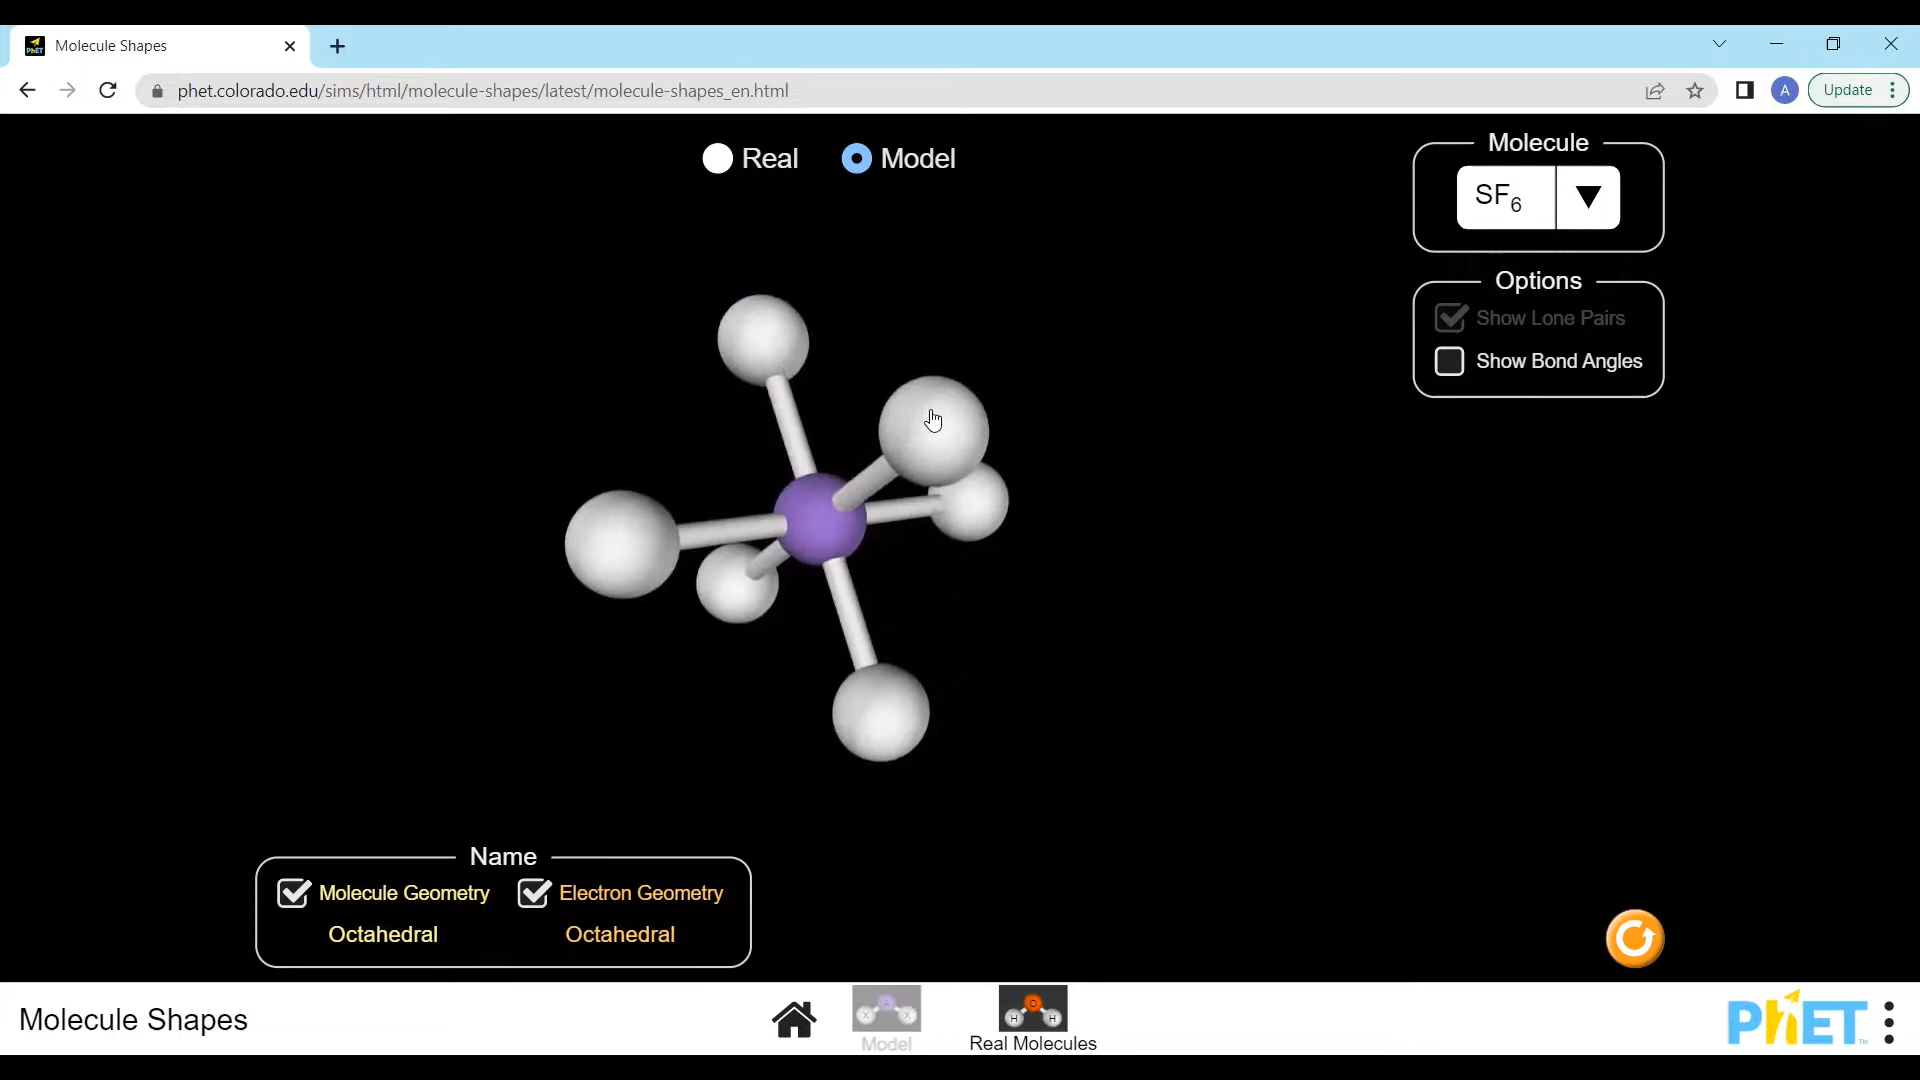 Molecule Shapes
phet.colorado.edu/sims/html/molecule-shapes/latest/molecule-shapes_en.html
A
Update
Real Model
Molecule
SF6
Options
Show Lone Pairs
Show Bond Angles
Name
Molecule Geometry Electron Geometry
Octahedral Octahedral
Molecule Shapes
Model
Real Molecules
O
H H
PhET